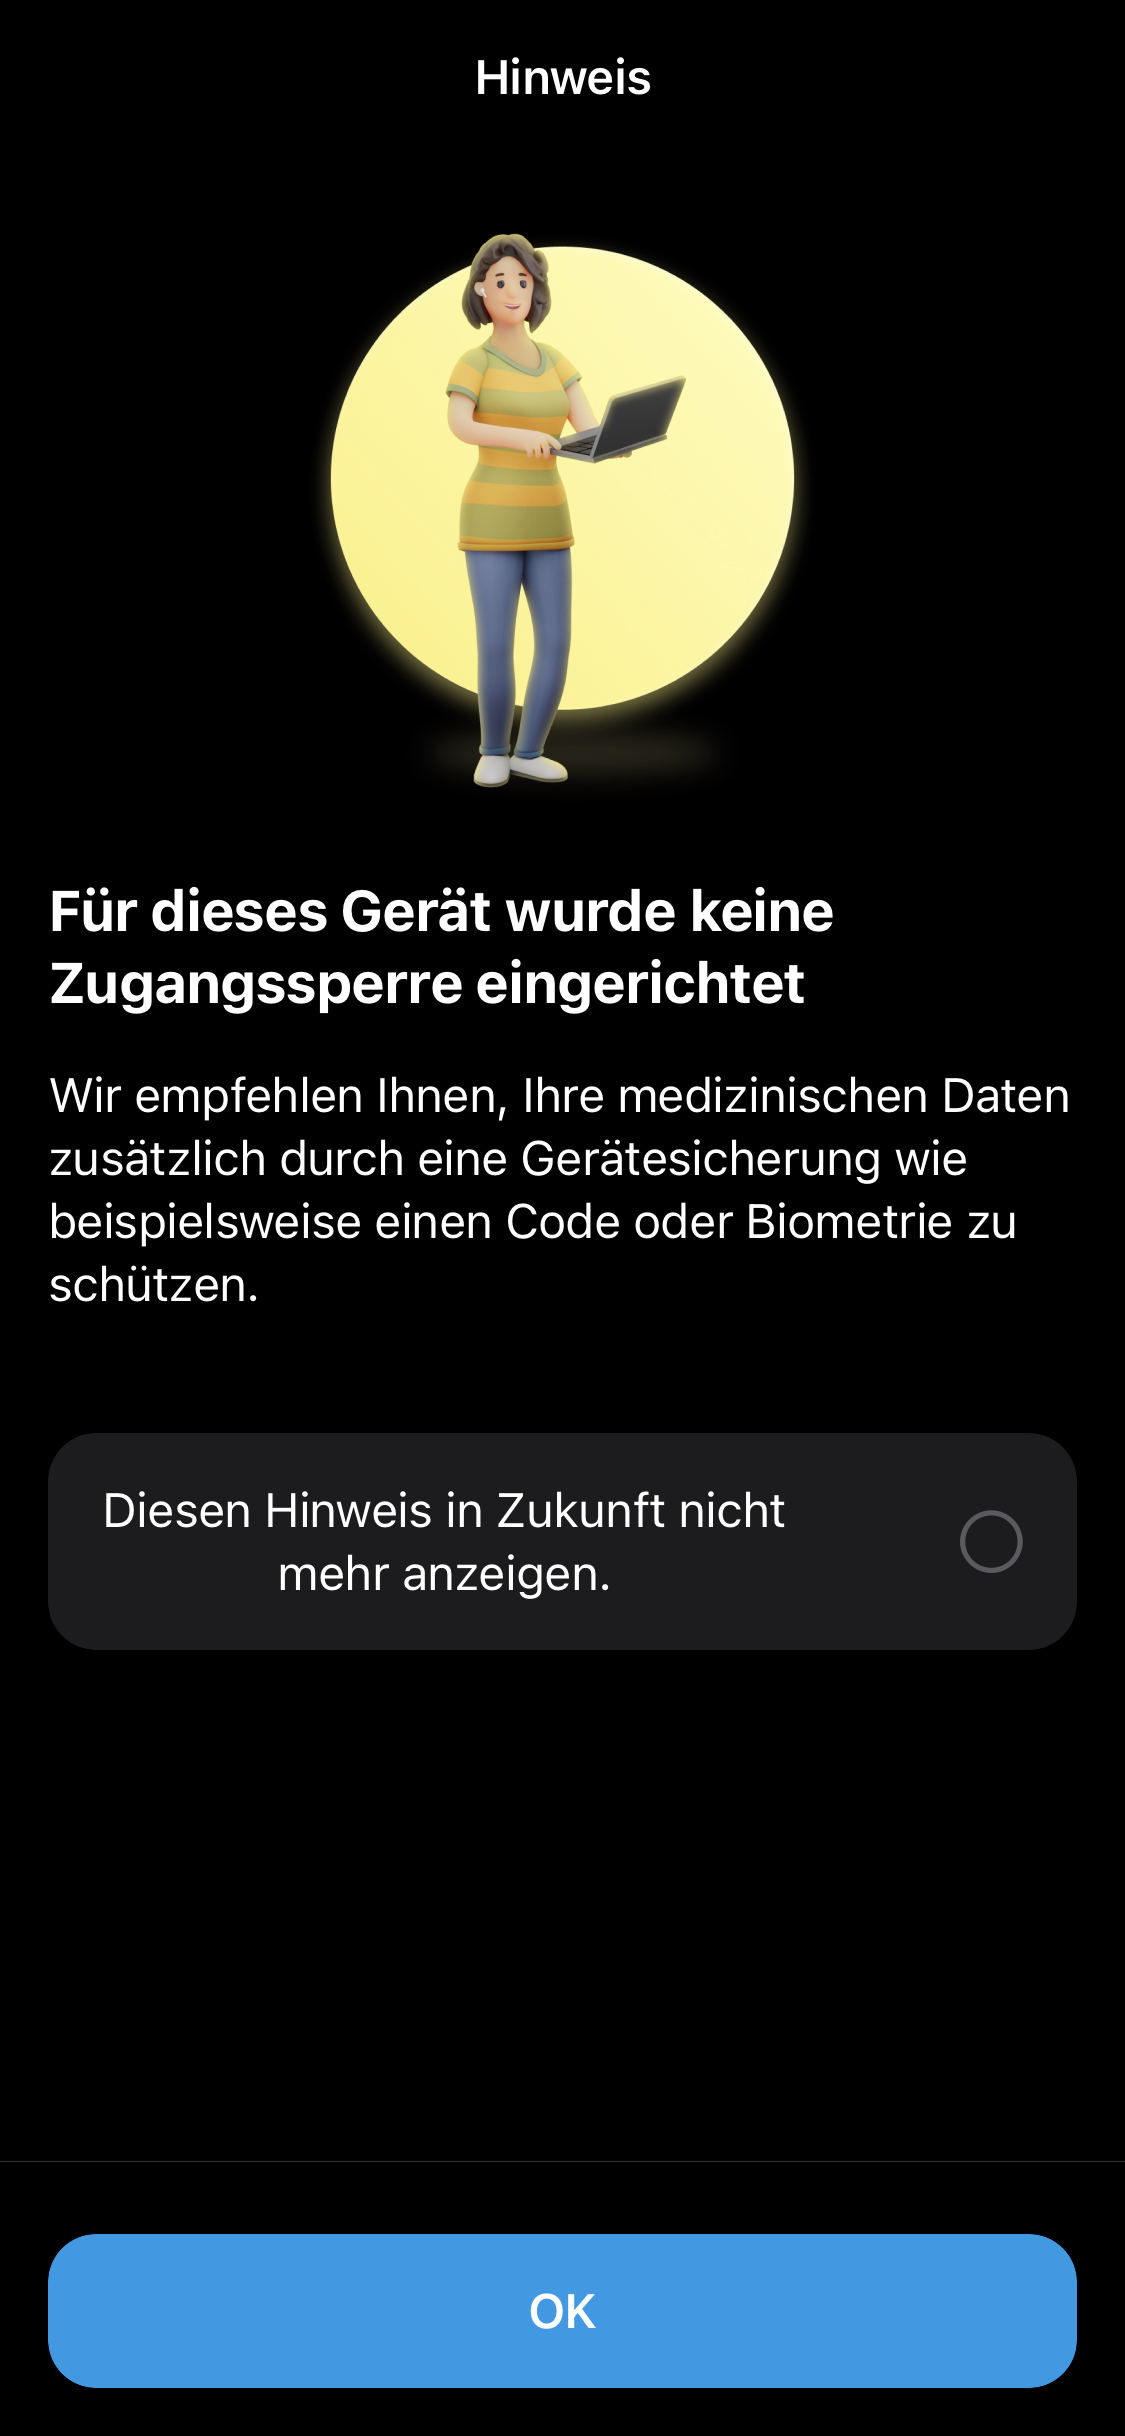 Hinweis
Für dieses Gerät wurde keine
Zugangssperre eingerichtet
Wir empfehlen Ihnen, Ihre medizinischen Daten
zusätzlich durch eine Gerätesicherung wie
beispielsweise einen Code oder Biometrie zu
schützen.
Diesen Hinweis in Zukunft nicht
mehr anzeigen.
OK